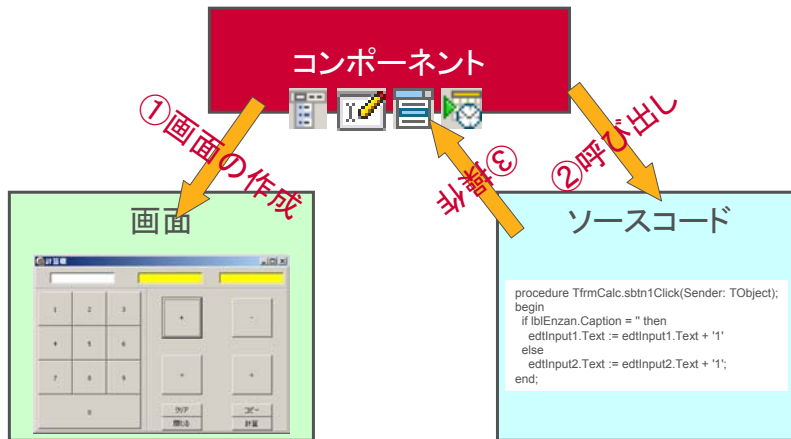 コンポーネント
①画面の作成
②呼び出し
③操作
画面
計算機
1 2 3 + -
4 5 6
7 8 9
0
クリア コピー
閉じる 計算
ソースコード
procedure TfrmCalc.sbtn1Click(Sender: TObject);
begin
if lblEnzan.Caption = '' then
edtInput1.Text := edtInput1.Text + '1'
else
edtInput2.Text := edtInput2.Text + '1';
end;